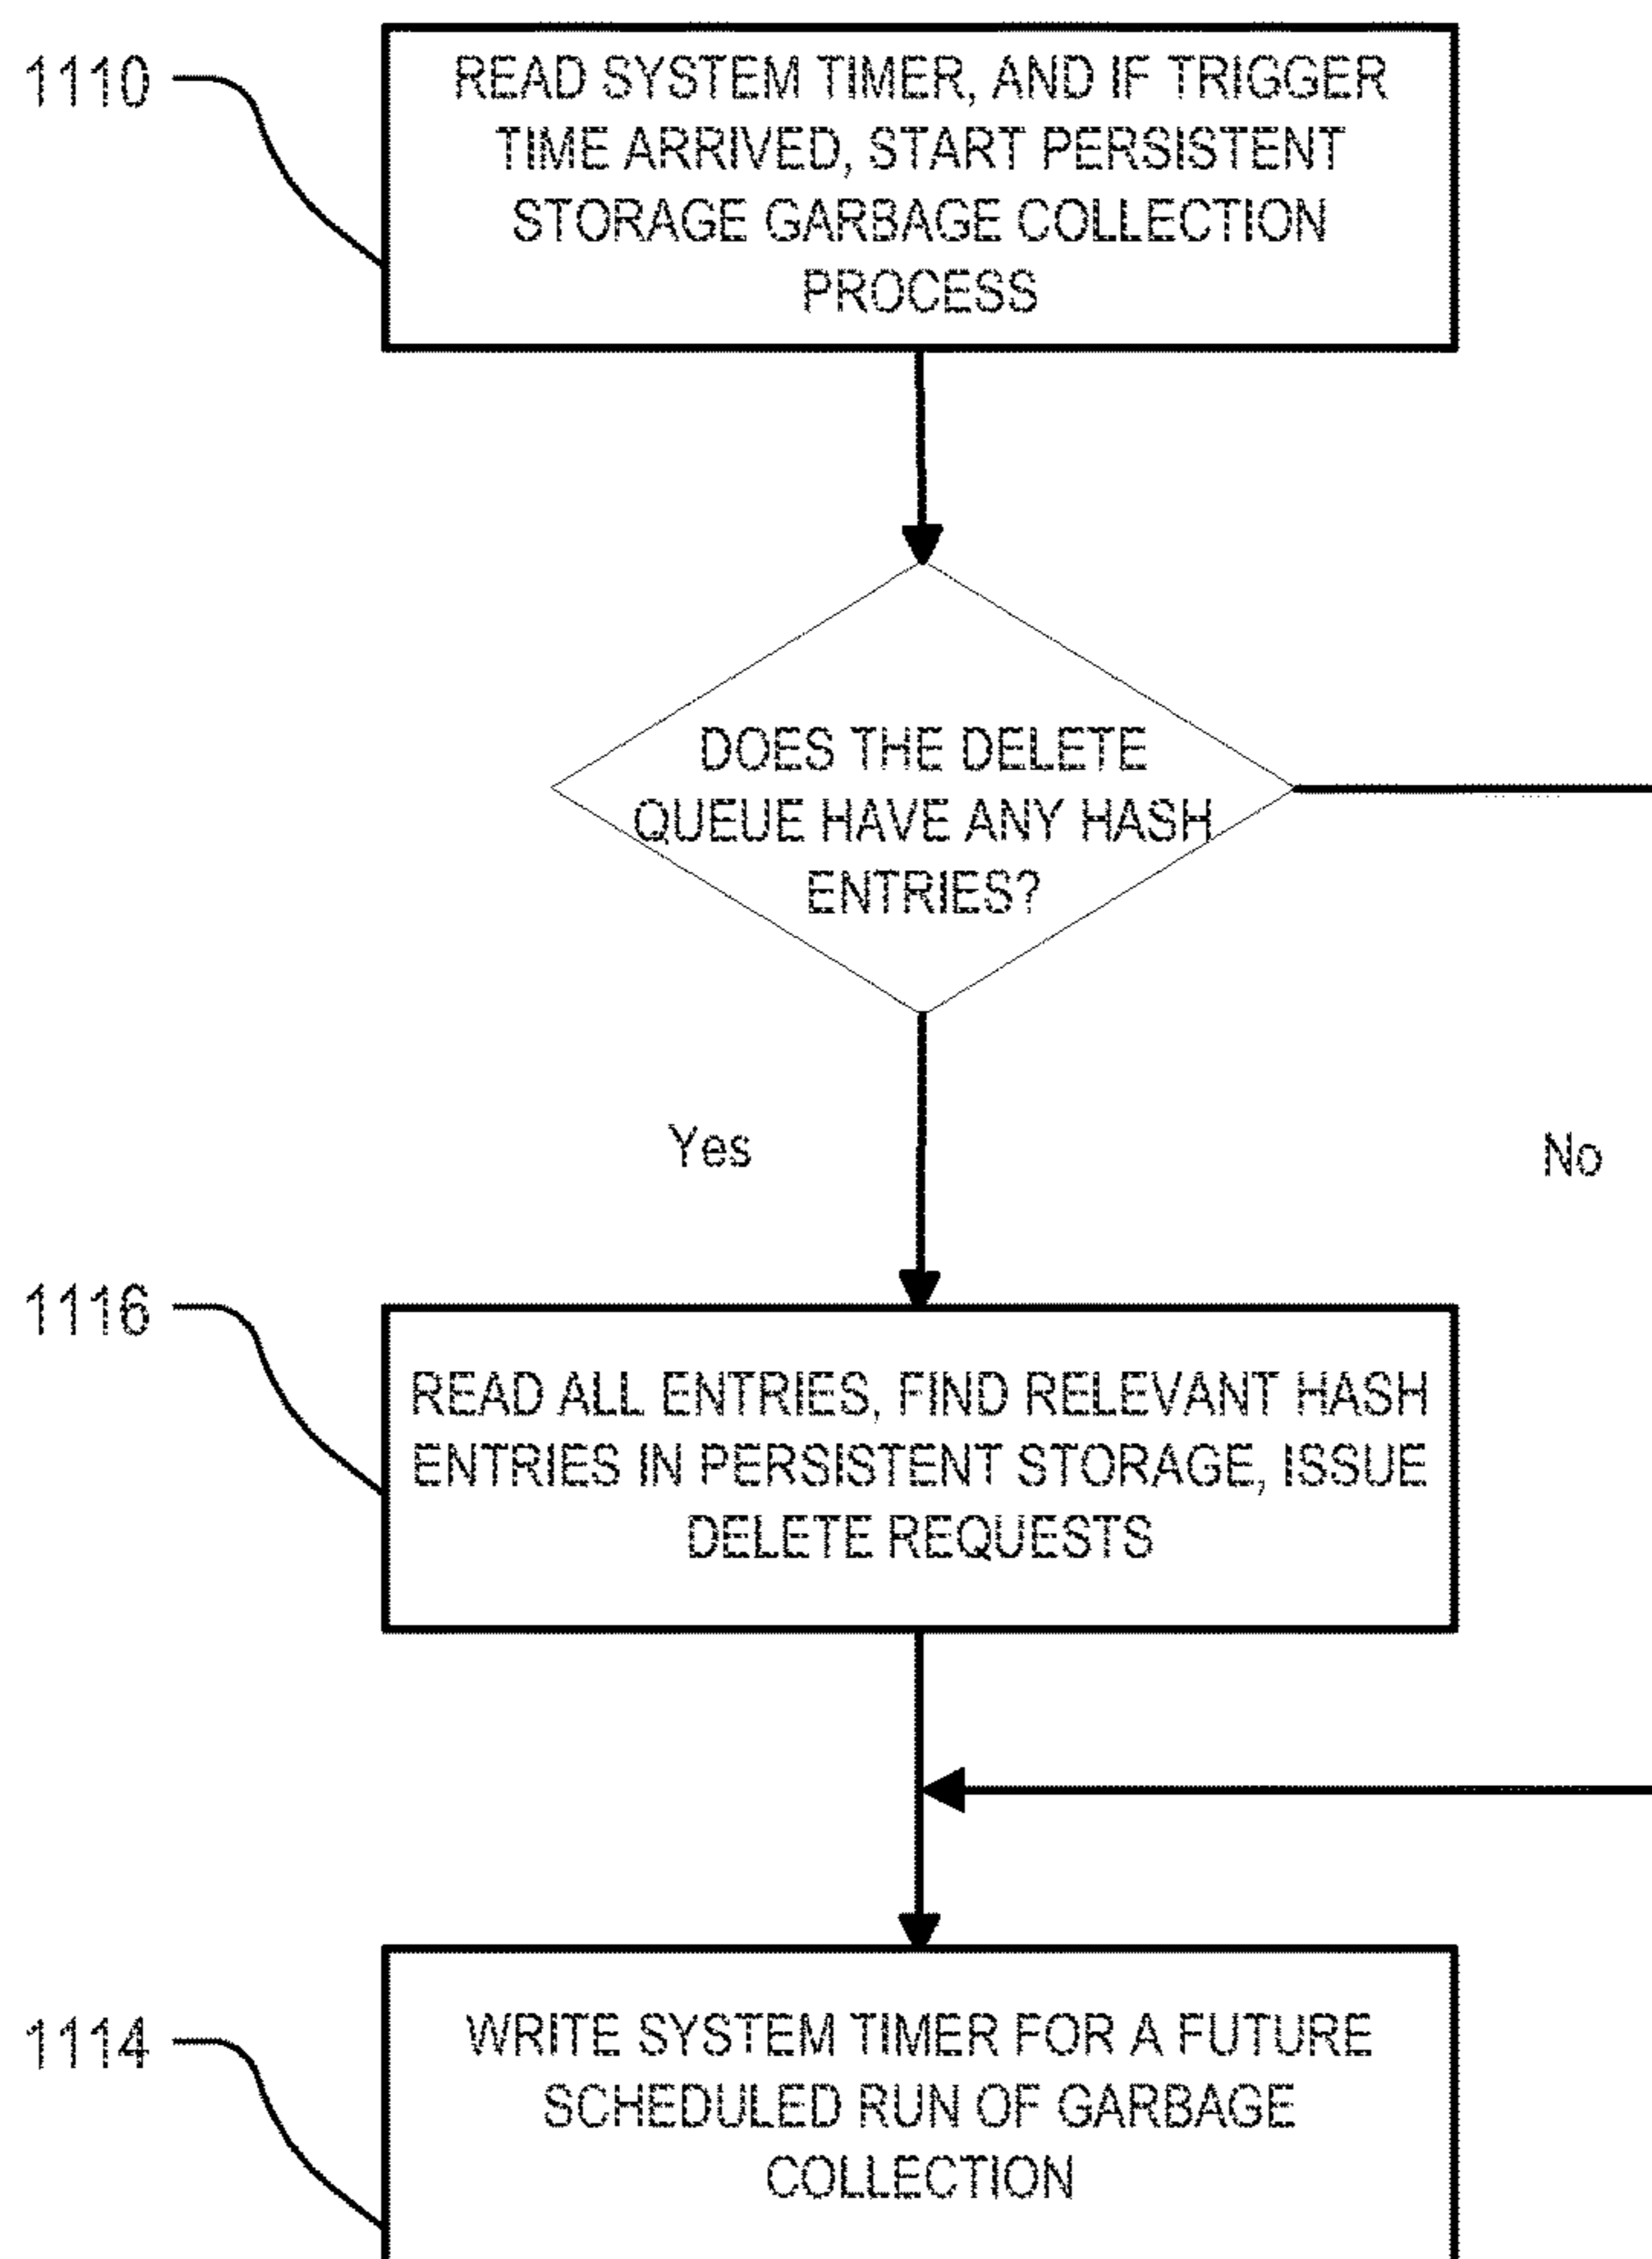 1110
READ SYSTEM TIMER, AND IF TRIGGER
TIME ARRIVED, START PERSISTENT
STORAGE GARBAGE COLLECTION
PROCESS
DOES THE DELETE
QUEUE HAVE ANY HASH
ENTRIES?
Yes
No
1116
READ ALL ENTRIES, FIND RELEVANT HASH
ENTRIES IN PERSISTENT STORAGE, ISSUE
DELETE REQUESTS
1114
WRITE SYSTEM TIMER FOR A FUTURE
SCHEDULED RUN OF GARBAGE
COLLECTION